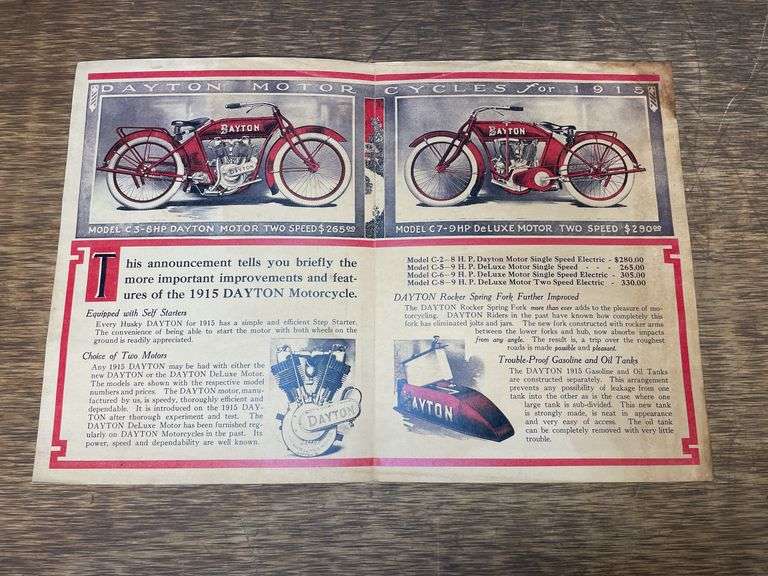 DAYTON MOTOR CYCLES for 1915
DAYTON
DAYTON
MODEL C3-8HP DAYTON MOTOR TWO SPEED $265.00
MODEL C7-9HP DeLUXE MOTOR TWO SPEED $290.00
This announcement tells you briefly the
more important improvements and feat-
ures of the 1915 DAYTON Motorcycle.
Equipped with Self Starters
Every Husky DAYTON for 1915 has a simple and efficient Step Starter.
The convenience of being able to start the motor with both wheels on the
ground is readily appreciated.
Choice of Two Motors
Any 1915 DAYTON may be had with either the
new DAYTON or the DAYTON DeLuxe Motor.
The models are shown with the respective model
numbers and prices. The DAYTON motor, manu-
factured by us, is speedy, thoroughly efficient and
dependable. It is introduced on the 1915 DAY-
TON after thorough experiment and test. The
DAYTON DeLuxe Motor has been furnished reg-
ularly on DAYTON Motorcycles in the past. Its
power, speed and dependability are well known.
DAYTON
Model C-2—8 H. P. Dayton Motor Single Speed Electric - $280.00
Model C-5—9 H. P. DeLuxe Motor Single Speed - - - 265.00
Model C-6—9 H. P. DeLuxe Motor Single Speed Electric - 305.00
Model C-8—9 H. P. DeLuxe Motor Two Speed Electric - 330.00
DAYTON Rocker Spring Fork Further Improved
The DAYTON Rocker Spring Fork more than ever adds to the pleasure of mo-
torcycling. DAYTON Riders in the past have known how completely this
fork has eliminated jolts and jars. The new fork constructed with rocker arms
between the lower forks and hub, now absorbs impacts
from any angle. The result is, a trip over the roughest
roads is made possible and pleasant.
Trouble-Proof Gasoline and Oil Tanks
The DAYTON 1915 Gasoline and Oil Tanks
are constructed separately. This arrangement
prevents any possibility of leakage from one
tank into the other as is the case where one
large tank is sub-divided. This new tank
is strongly made, is neat in appearance
and very easy of access. The oil tank
can be completely removed with very little
trouble.
DAYTON